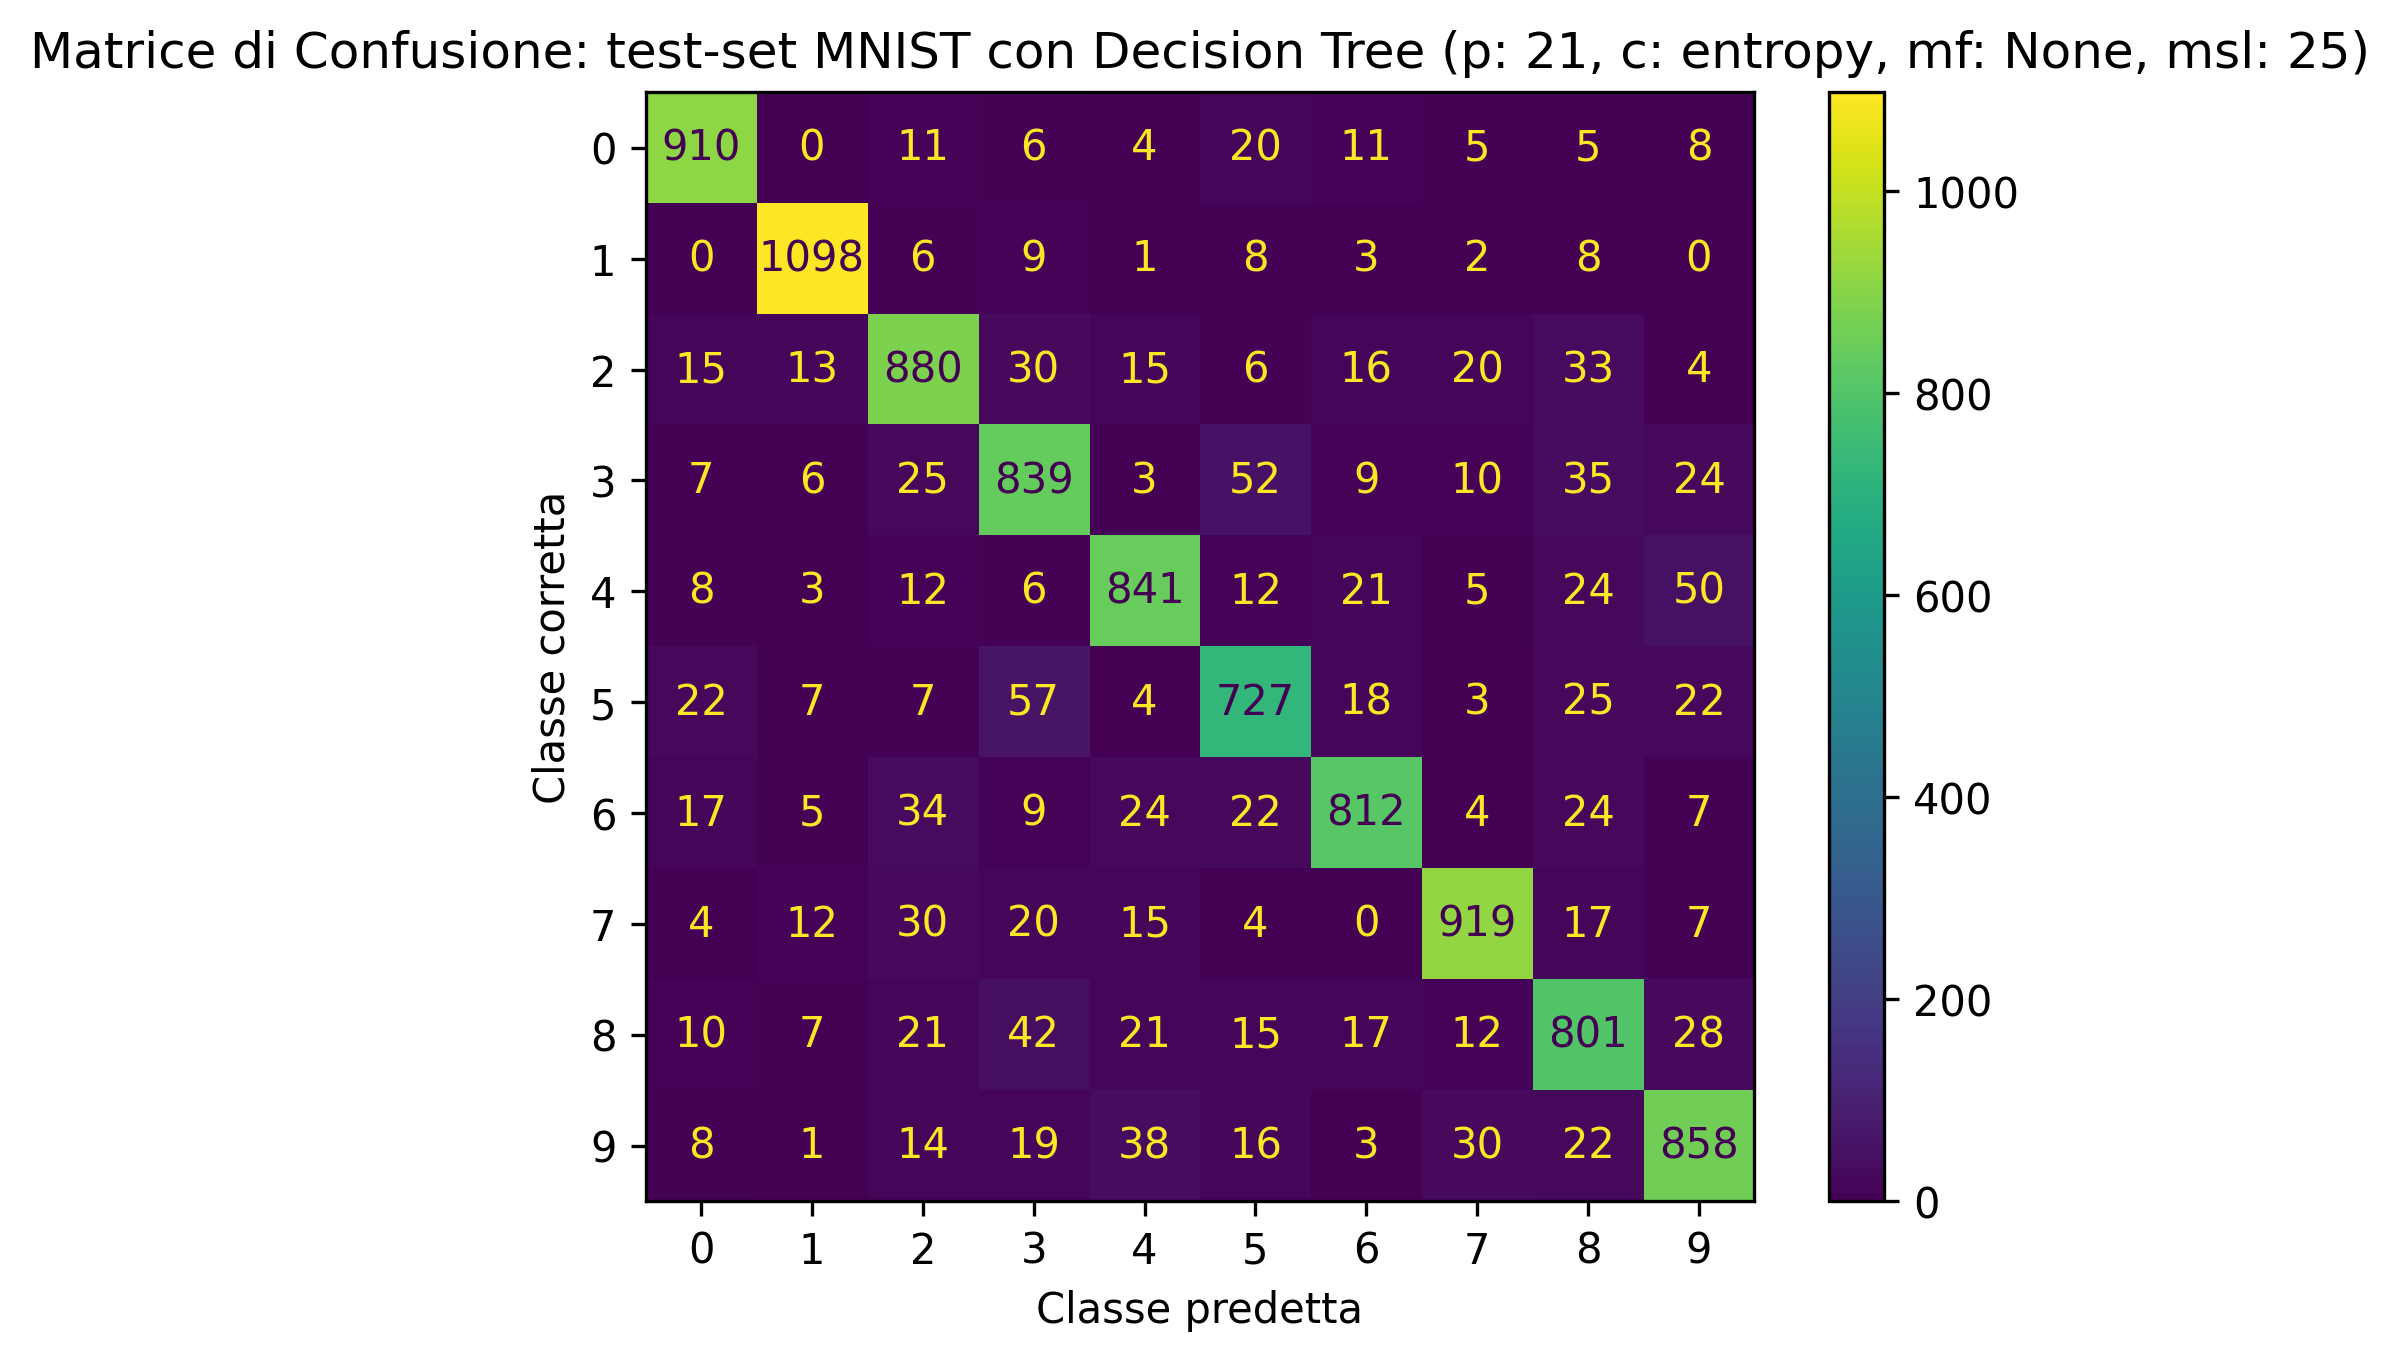 Matrice di Confusione: test-set MNIST con Decision Tree (p: 21, c: entropy, mf: None, msl: 25)
Classe corretta
0 910 0 11 6 4 20 11 5 5 8
1 0 1098 6 9 1 8 3 2 8 0
2 15 13 880 30 15 6 16 20 33 4
3 7 6 25 839 3 52 9 10 35 24
4 8 3 12 6 841 12 21 5 24 50
5 22 7 7 57 4 727 18 3 25 22
6 17 5 34 9 24 22 812 4 24 7
7 4 12 30 20 15 4 0 919 17 7
8 10 7 21 42 21 15 17 12 801 28
9 8 1 14 19 38 16 3 30 22 858
0 1 2 3 4 5 6 7 8 9
Classe predetta
1000
800
600
400
200
0